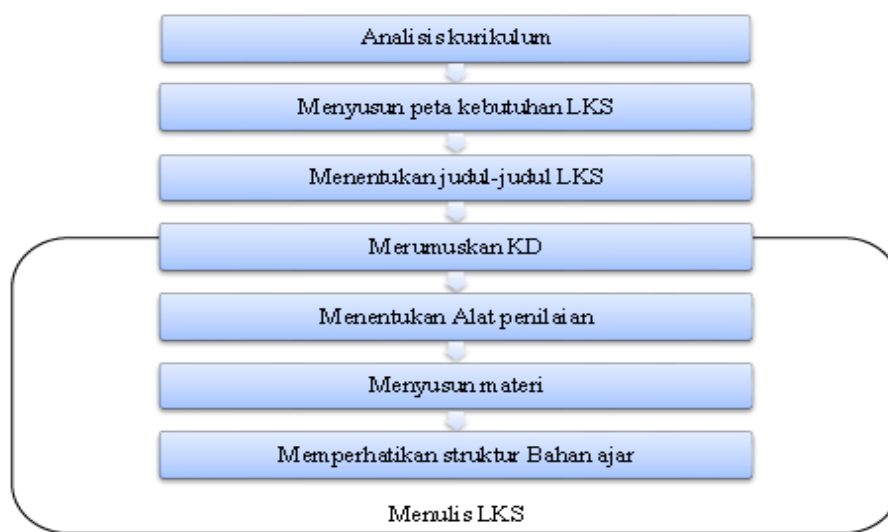 Analisis kurikulum
Menyusun peta kebutuhan LKS
Menentukan judul-judul LKS
Merumuskan KD
Menentukan Alat penilaian
Menyusun materi
Memperhatikan struktur Bahan ajar
Menulis LKS